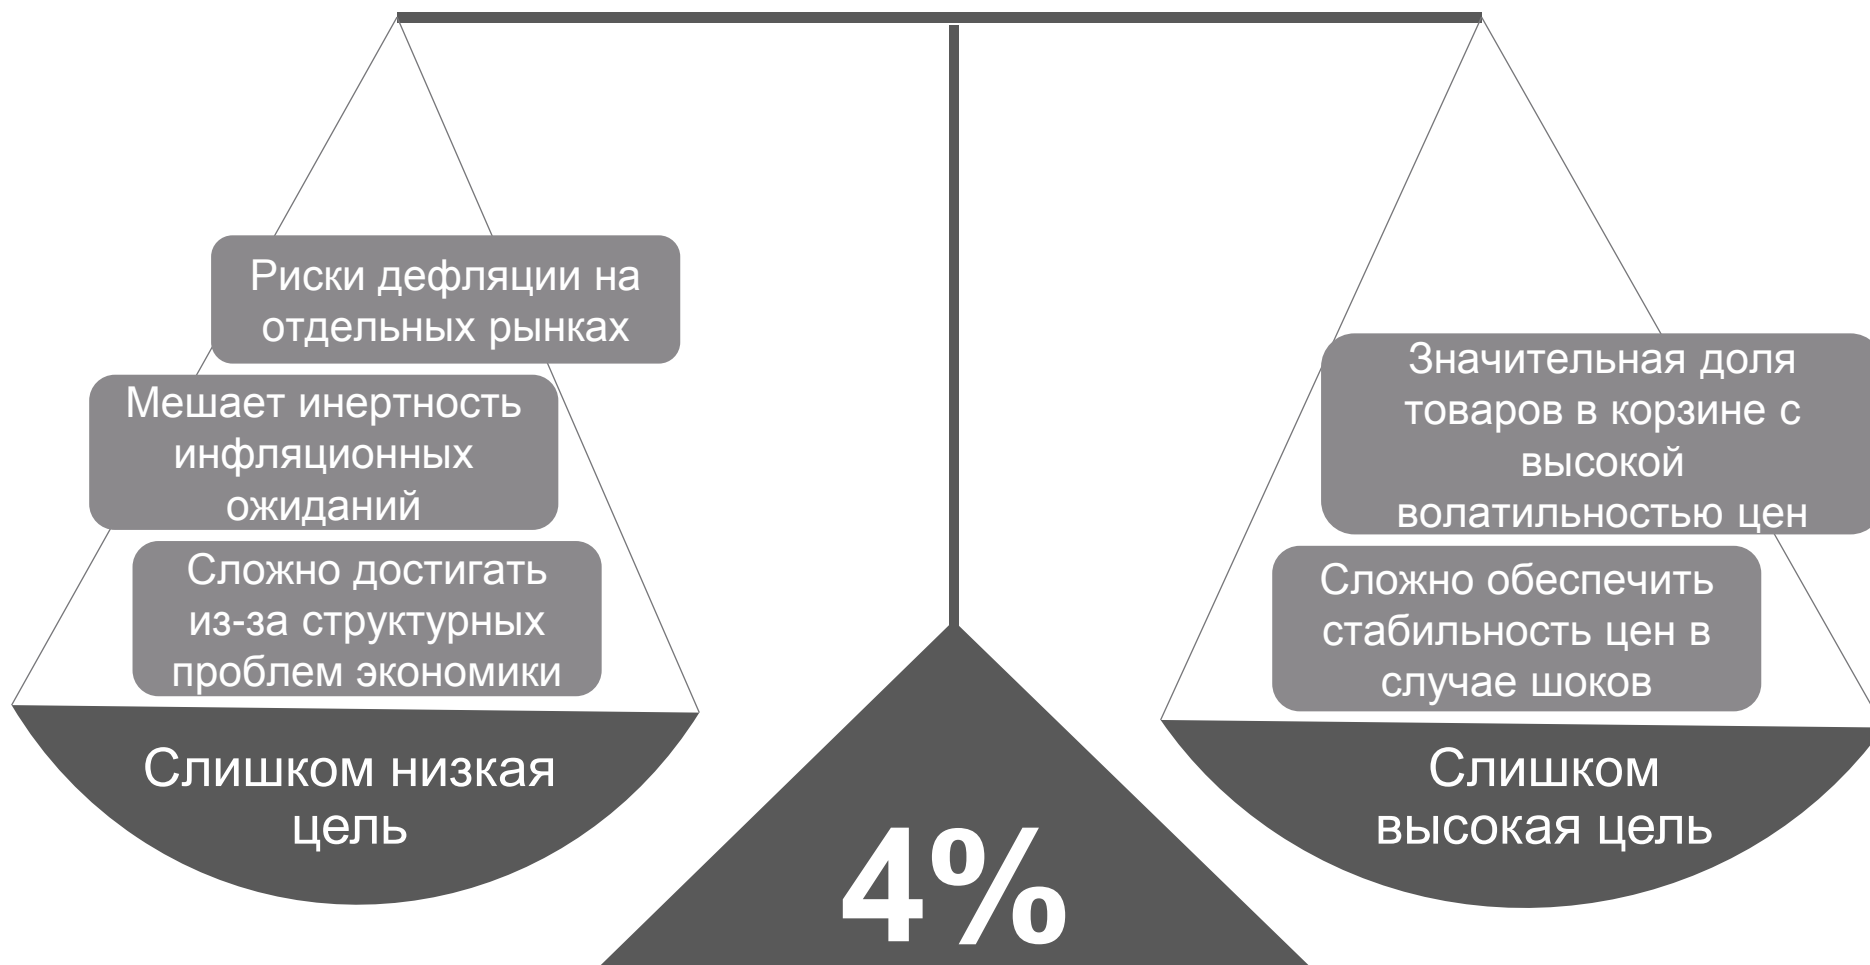 Риски дефляции на
отдельных рынках
Мешает инертность
инфляционных
ожиданий
Сложно достигать
из-за структурных
проблем экономики
Слишком низкая
цель
4%
Значительная доля
товаров в корзине с
высокой
волатильностью цен
Сложно обеспечить
стабильность цен в
случае шоков
Слишком
высокая цель